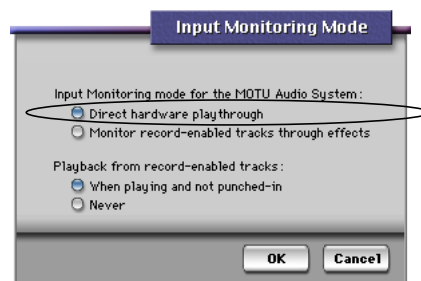 Input Monitoring Mode
Input Monitoring mode for the MOTU Audio System:
Direct hardware playthrough
Monitor record-enabled tracks through effects
Playback from record-enabled tracks:
When playing and not punched-in
Never
OK Cancel